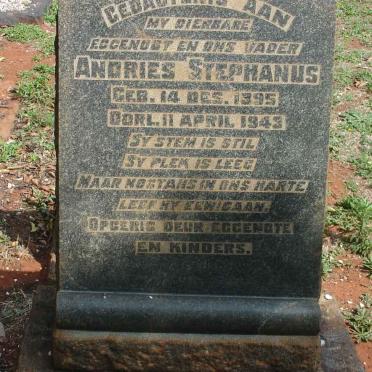 GEDAGTENIS AAN
MY DIERBARE
EGGENOOT EN ONS VADER
ANDRIES STEPHANUS
GEB. 14 DES. 1895
OORL. 11 APRIL 1943
SY STEM IS STIL
SY PLEK IS LEEG
MAAR NOGTANS IN ONS HARTE
LEEF HY EEWIGAAN.
OPGERIG DEUR EGGENOTE
EN KINDERS.